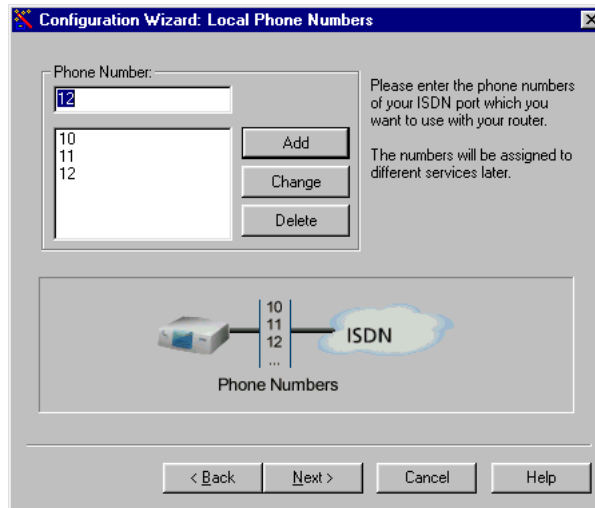 Configuration Wizard: Local Phone Numbers
Phone Number:
12
10
11
12
Add
Change
Delete
Please enter the phone numbers
of your ISDN port which you
want to use with your router.
The numbers will be assigned to
different services later.
10
11
12
...
ISDN
Phone Numbers
< Back
Next >
Cancel
Help